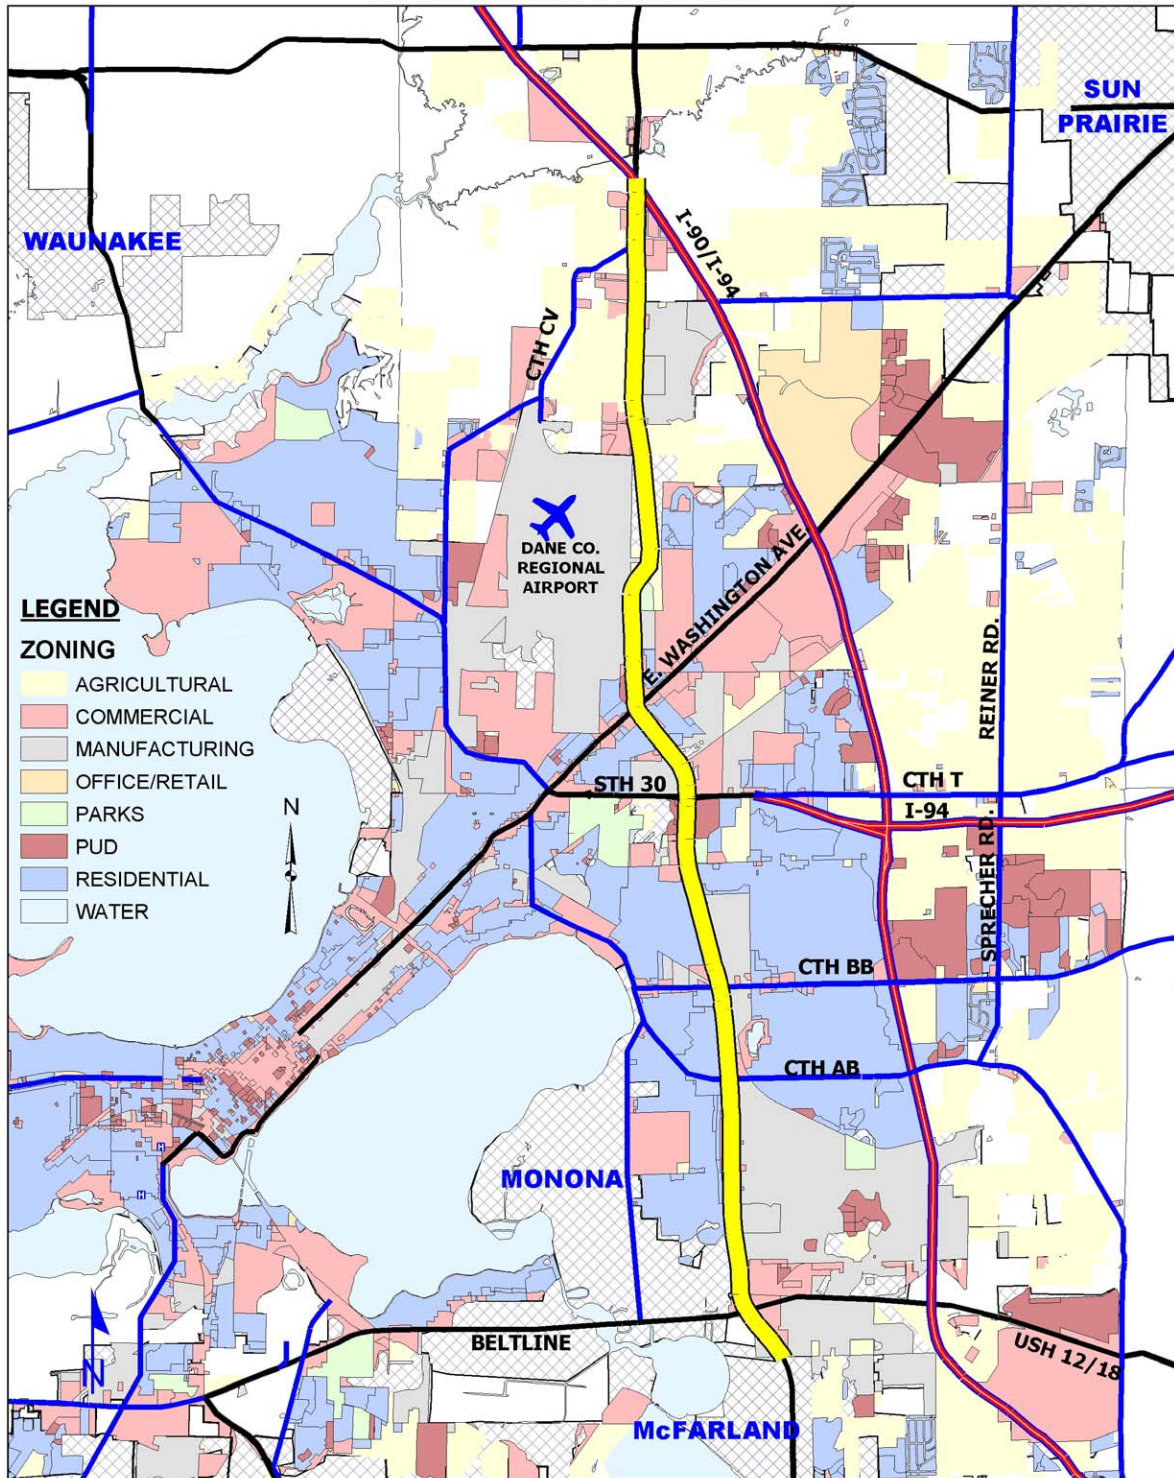 SUN
PRAIRIE
WAUNAKEE
I-90/I-94
CTH CV
DANE CO.
REGIONAL
AIRPORT
E. WASHINGTON AVE.
LEGEND
ZONING
AGRICULTURAL
COMMERCIAL
MANUFACTURING
OFFICE/RETAIL
PARKS
PUD
RESIDENTIAL
WATER
N
REINER RD.
STH 30
CTH T
I-94
SPRECHER RD.
CTH BB
CTH AB
H
H
MONONA
N
BELTLINE
USH 12/18
McFARLAND